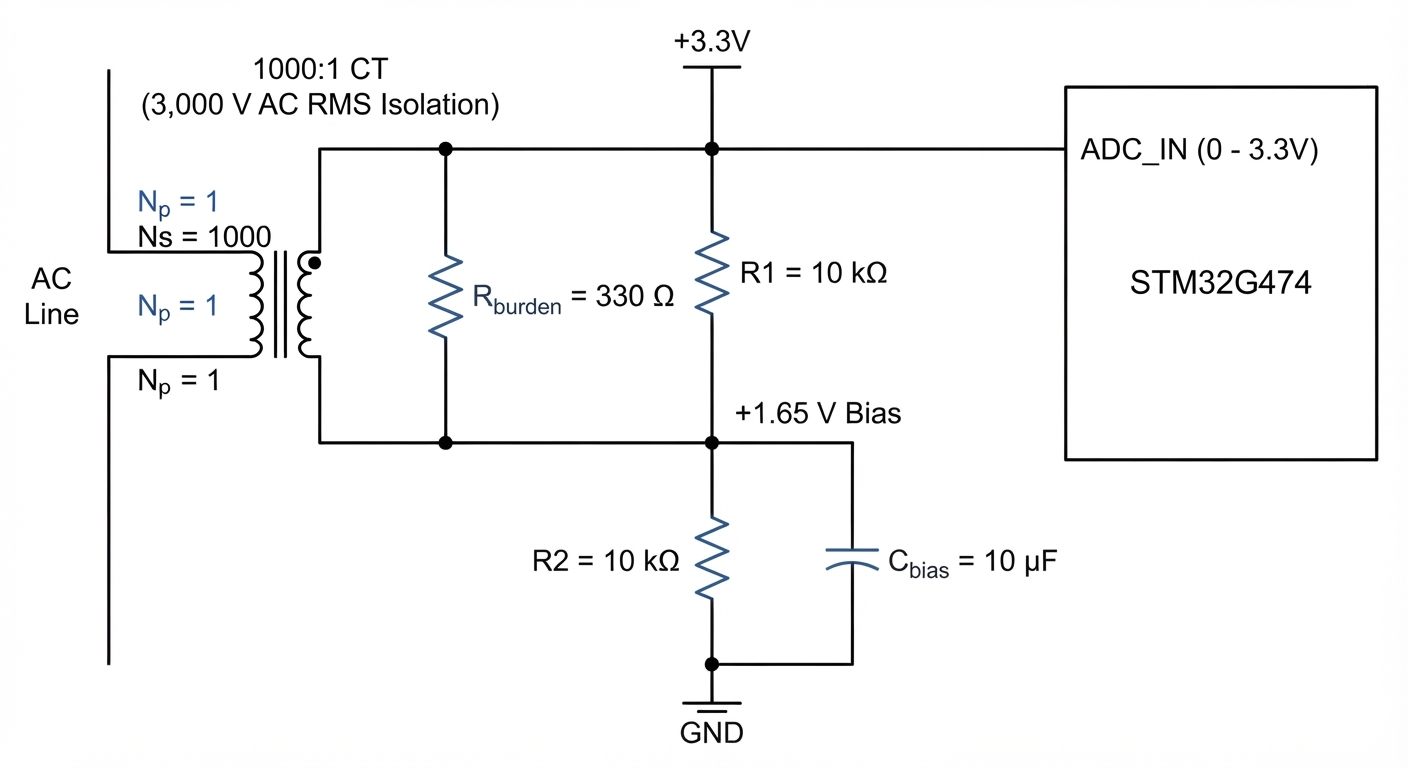 +3.3V
1000:1 CT
(3,000 V AC RMS Isolation)
ADC_IN (0 - 3.3V)
Np = 1
Ns = 1000
AC
Line
Np = 1
Rburden = 330 Ω
R1 = 10 kΩ
STM32G474
Np = 1
+1.65 V Bias
R2 = 10 kΩ
Cbias = 10 µF
GND